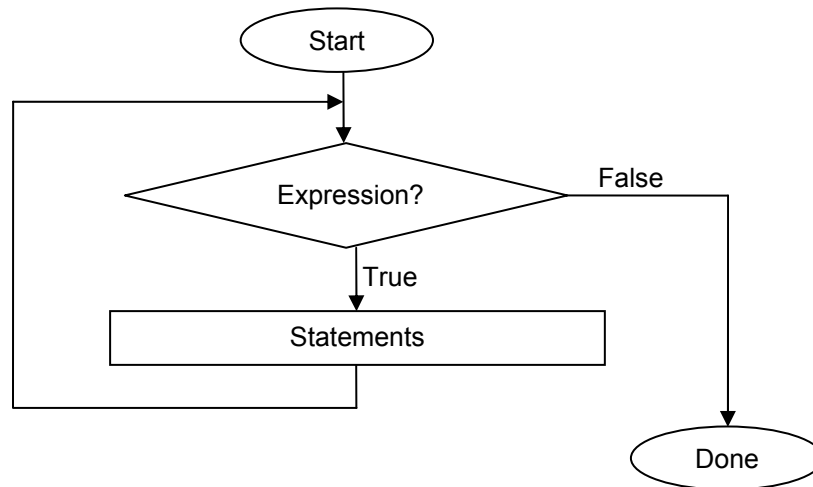 Start
Expression?
False
True
Statements
Done